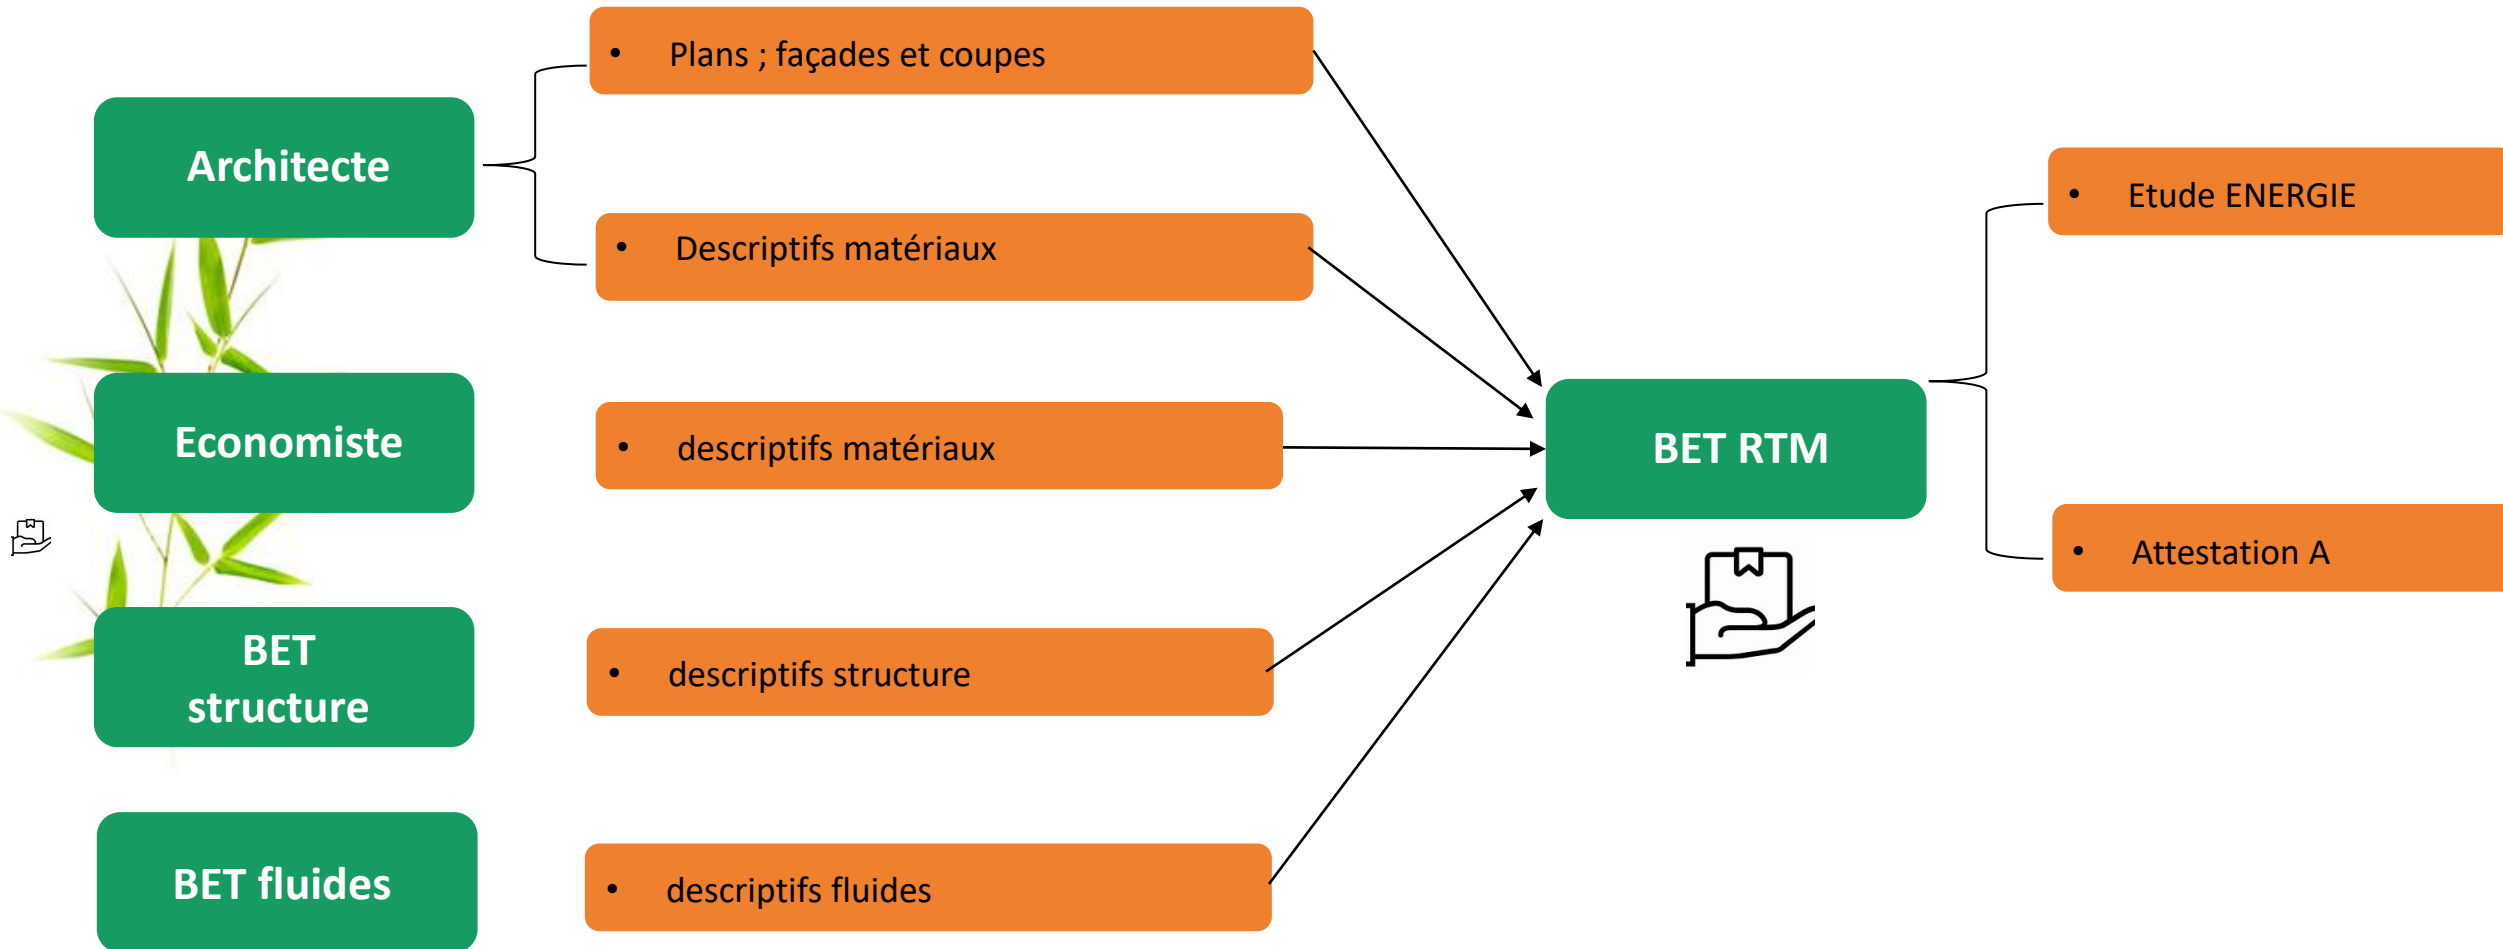 Architecte
• Plans ; façades et coupes
• Descriptifs matériaux
Economiste
• descriptifs matériaux
BET
structure
• descriptifs structure
BET fluides
• descriptifs fluides
BET RTM
• Etude ENERGIE
• Attestation A